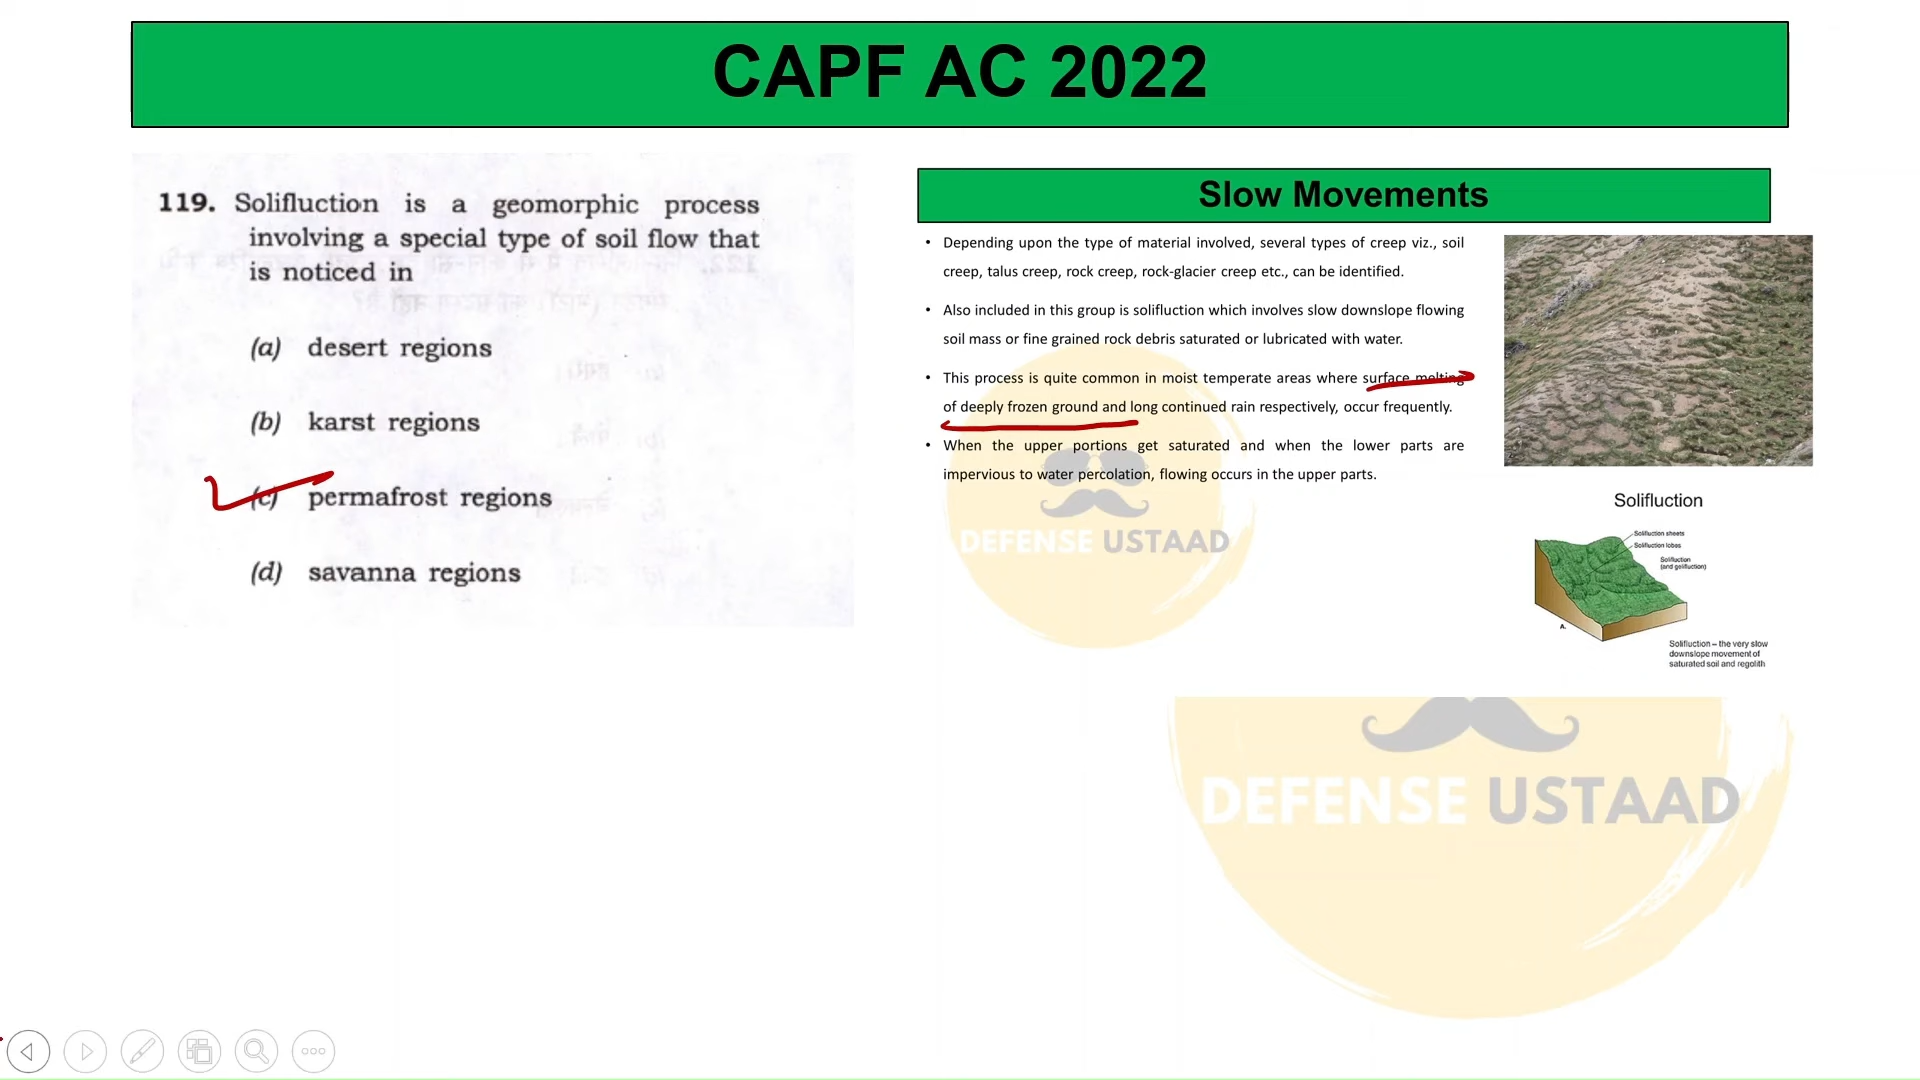 CAPF AC 2022
119. Solifluction is a geomorphic process
involving a special type of soil flow that
is noticed in
(a) desert regions
(b) karst regions
(c) permafrost regions
(d) savanna regions
Slow Movements
• Depending upon the type of material involved, several types of creep viz., soil
creep, talus creep, rock creep, rock-glacier creep etc., can be identified.
• Also included in this group is solifluction which involves slow downslope flowing
soil mass or fine grained rock debris saturated or lubricated with water.
• This process is quite common in moist temperate areas where surface melting
of deeply frozen ground and long continued rain respectively, occur frequently.
• When the upper portions get saturated and when the lower parts are
impervious to water percolation, flowing occurs in the upper parts.
DEFENSE USTAAD
Solifluction
Solifluction sheets
Solifluction lobes
Solifluction
(and gelifluction)
A.
Solifluction – the very slow
downslope movement of
saturated soil and regolith
DEFENSE USTAAD